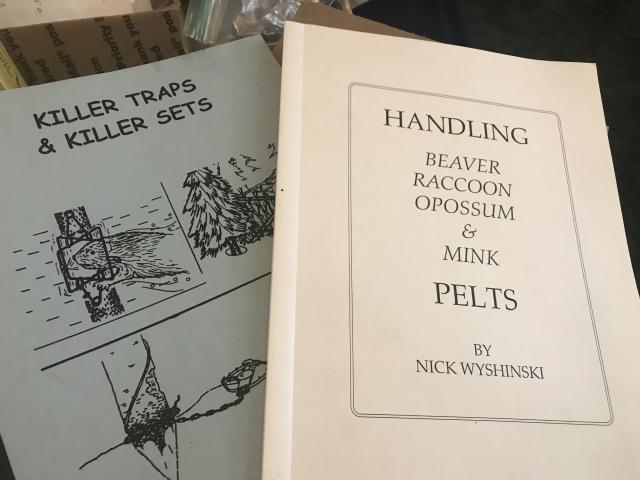 KILLER TRAPS
& KILLER SETS
HANDLING
BEAVER
RACCOON
OPOSSUM
&
MINK
PELTS
BY
NICK WYSHINSKI